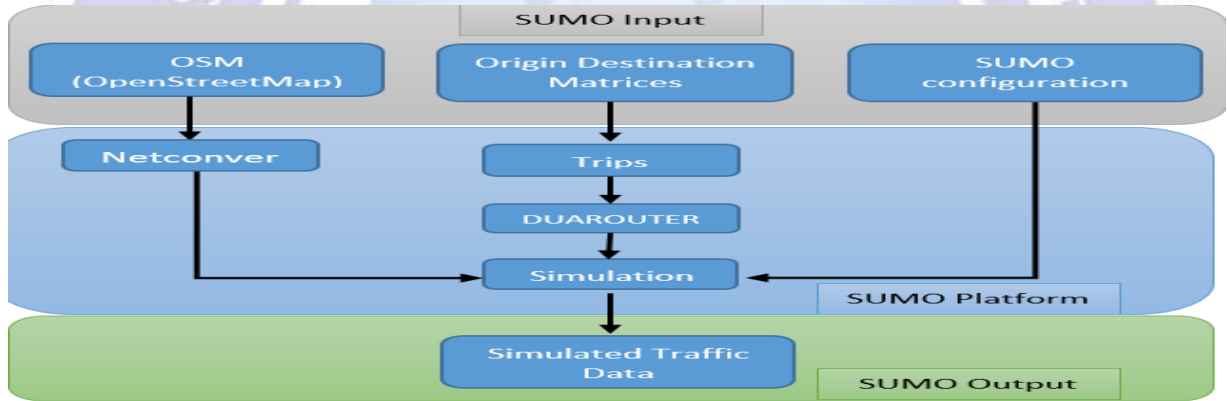 SUMO Input
OSM
(OpenStreetMap)
Origin Destination
Matrices
SUMO
configuration
Netconver
Trips
DUAROUTER
Simulation
SUMO Platform
Simulated Traffic
Data
SUMO Output